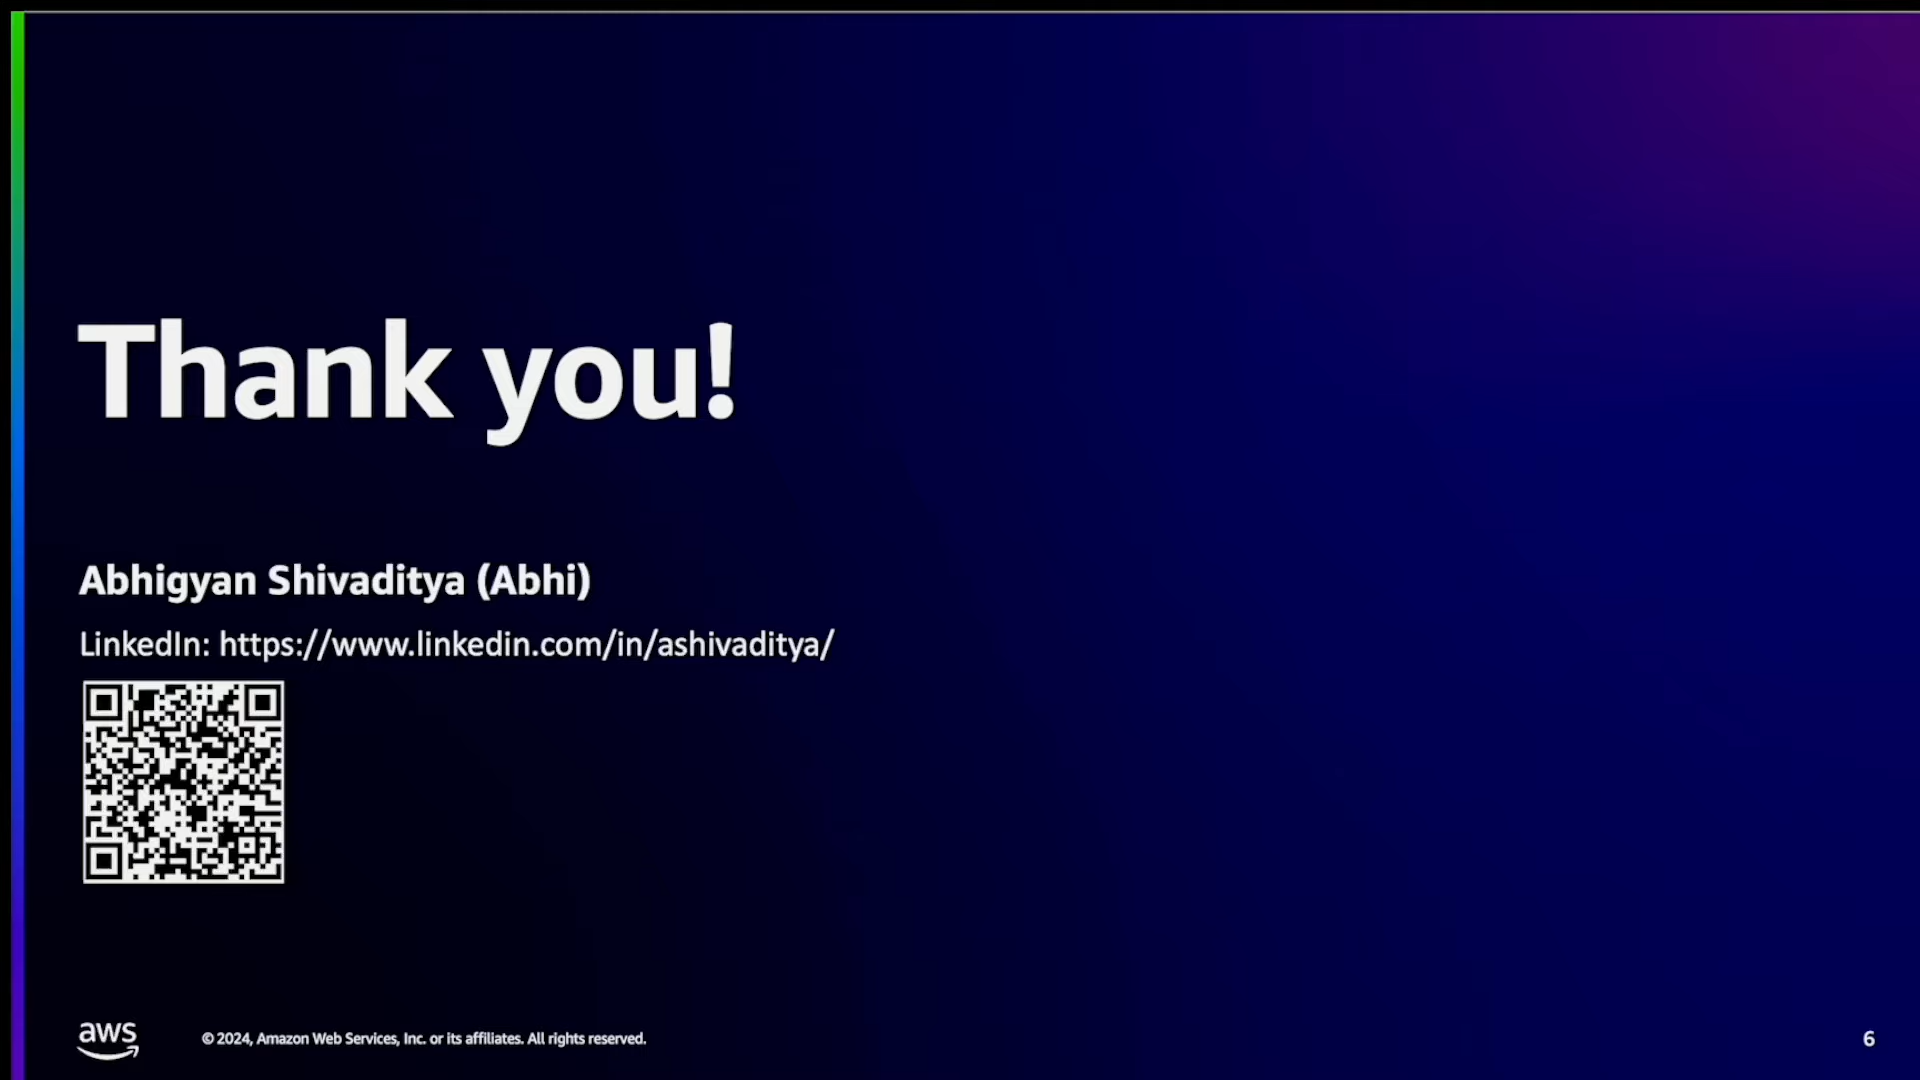 Thank you!
Abhigyan Shivaditya (Abhi)
LinkedIn: https://www.linkedin.com/in/ashivaditya/
aws
© 2024, Amazon Web Services, Inc. or its affiliates. All rights reserved.
6